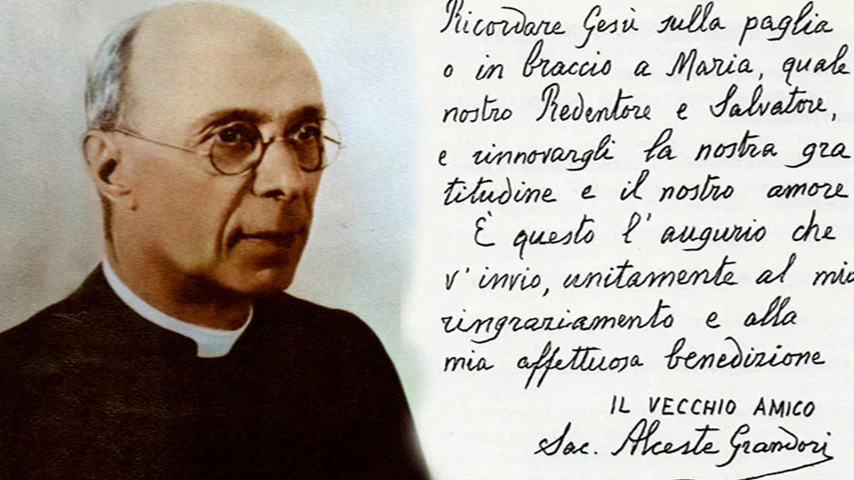 Ricordare Gesù sulla paglia
o in braccio a Maria, quale
nostro Redentore e Salvatore,
e rinnovargli la nostra gra
titudine e il nostro amore
È questo l'augurio che
v'invio, unitamente al mio
ringraziamento e alla
mia affettuosa benedizione
IL VECCHIO AMICO
Sac. Alceste Grandori